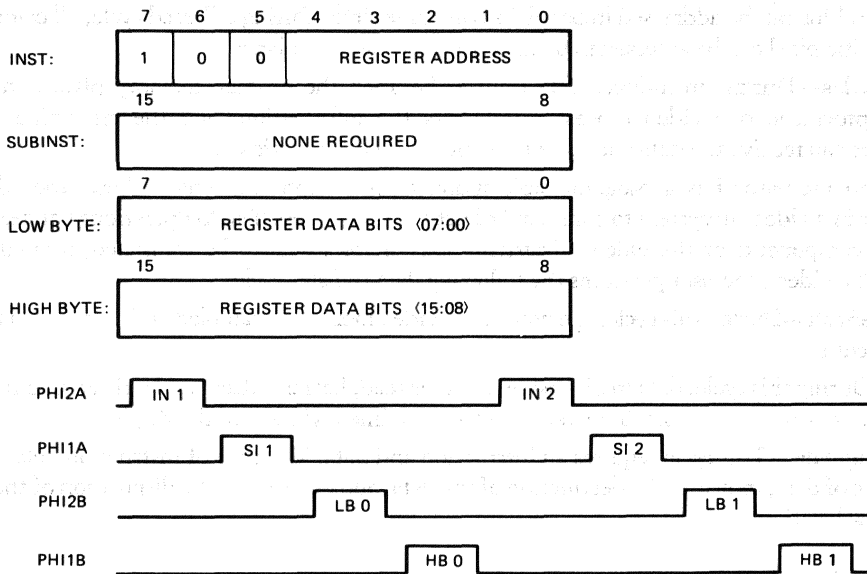 7 6 5 4 3 2 1 0
INST: 1 0 0 REGISTER ADDRESS
15 8
SUBINST: NONE REQUIRED
7 0
LOW BYTE: REGISTER DATA BITS ⟨07:00⟩
15 8
HIGH BYTE: REGISTER DATA BITS ⟨15:08⟩
PHI2A IN 1 IN 2
PHI1A SI 1 SI 2
PHI2B LB 0 LB 1
PHI1B HB 0 HB 1